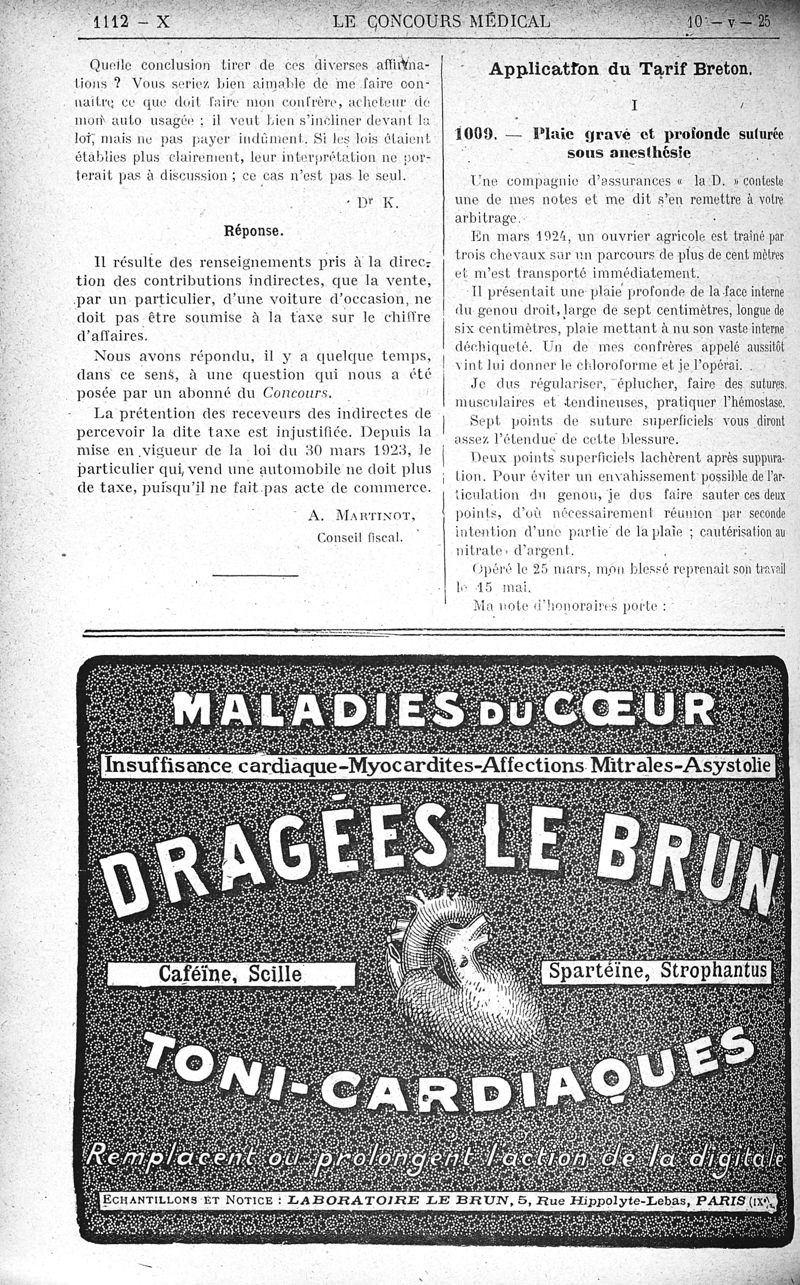 1112 – X
LE CONCOURS MÉDICAL
10 – v – 25
Quelle conclusion tirer de ces diverses affirma-
tions ? Vous seriez bien aimable de me faire con-
naître ce que doit faire mon confrère, acheteur de
mon auto usagée ; il veut bien s'incliner devant la
loi, mais ne pas payer indûment. Si les lois étaient
établies plus clairement, leur interprétation ne por-
terait pas à discussion ; ce cas n'est pas le seul.
Dr K.
Réponse.
Il résulte des renseignements pris à la direc-
tion des contributions indirectes, que la vente,
par un particulier, d'une voiture d'occasion, ne
doit pas être soumise à la taxe sur le chiffre
d'affaires.
Nous avons répondu, il y a quelque temps,
dans ce sens, à une question qui nous a été
posée par un abonné du Concours.
La prétention des receveurs des indirectes de
percevoir la dite taxe est injustifiée. Depuis la
mise en vigueur de la loi du 30 mars 1923, le
particulier qui vend une automobile ne doit plus
de taxe, puisqu'il ne fait pas acte de commerce.
A. MARTINOT,
Conseil fiscal.
Application du Tarif Breton.
I
1009. — Plaie grave et profonde suturée
sous anesthésie
Une compagnie d'assurances « la D. » conteste
une de mes notes et me dit s'en remettre à votre
arbitrage.
En mars 1924, un ouvrier agricole est traîné par
trois chevaux sur un parcours de plus de cent mètres
et m'est transporté immédiatement.
Il présentait une plaie profonde de la face interne
du genou droit, large de sept centimètres, longue de
six centimètres, plaie mettant à nu son vaste interne
déchiqueté. Un de mes confrères appelé aussitôt
vint lui donner le chloroforme et je l'opérai.
Je dus régulariser, éplucher, faire des sutures,
musculaires et tendineuses, pratiquer l'hémostase.
Sept points de suture superficiels vous diront
assez l'étendue de cette blessure.
Deux points superficiels lachèrent après suppura-
tion. Pour éviter un envahissement possible de l'ar-
ticulation du genou, je dus faire sauter ces deux
points, d'où nécessairement réunion par seconde
intention d'une partie de la plaie ; cautérisation au
nitrate d'argent.
Opéré le 25 mars, mon blessé reprenait son travail
le 15 mai.
Ma note d'honoraires porte :
MALADIES DU CŒUR
Insuffisance cardiaque-Myocardites-Affections Mitrales-Asystolie
DRAGÉES LE BRUN
Caféïne, Scille
Spartéïne, Strophantus
TONI-CARDIAQUES
Remplacent ou prolongent l'action de la digitale
ECHANTILLONS ET NOTICE : LABORATOIRE LE BRUN, 5, Rue Hippolyte-Lebas, PARIS (IXe).